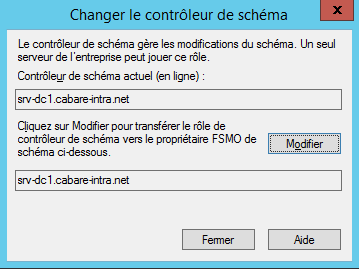 Changer le contrôleur de schéma
x
Le contrôleur de schéma gère les modifications du schéma. Un seul
serveur de l'entreprise peut jouer ce rôle.
Contrôleur de schéma actuel (en ligne) :
srv-dc1.cabare-intra.net
Cliquez sur Modifier pour transférer le rôle de
contrôleur de schéma vers le propriétaire FSMO de
schéma ci-dessous.
Modifier
srv-dc1.cabare-intra.net
Fermer
Aide